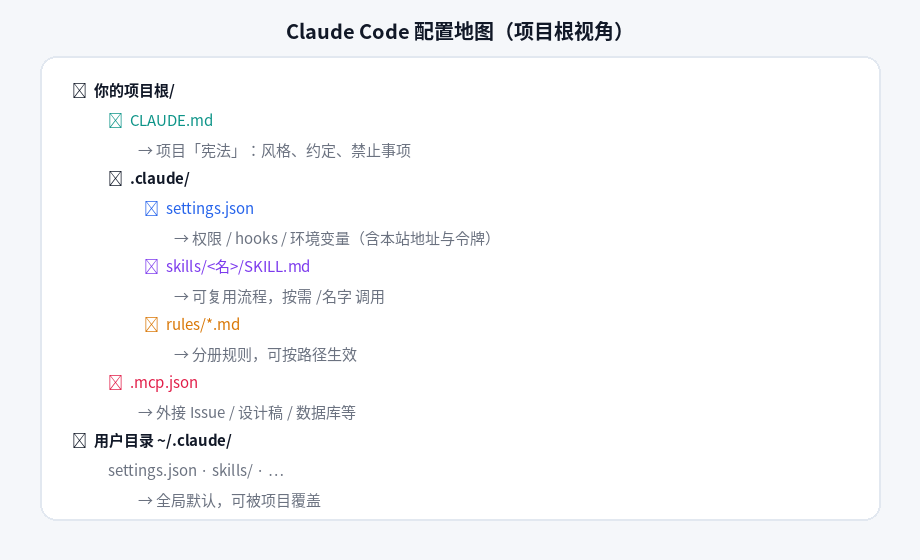 Claude Code 配置地图（项目根视角）
你的项目根/
CLAUDE.md
→ 项目「宪法」：风格、约定、禁止事项
.claude/
settings.json
→ 权限 / hooks / 环境变量（含本站地址与令牌）
skills/<名>/SKILL.md
→ 可复用流程，按需 /名字 调用
rules/*.md
→ 分册规则，可按路径生效
.mcp.json
→ 外接 Issue / 设计稿 / 数据库等
用户目录 ~/.claude/
settings.json · skills/ · …
→ 全局默认，可被项目覆盖